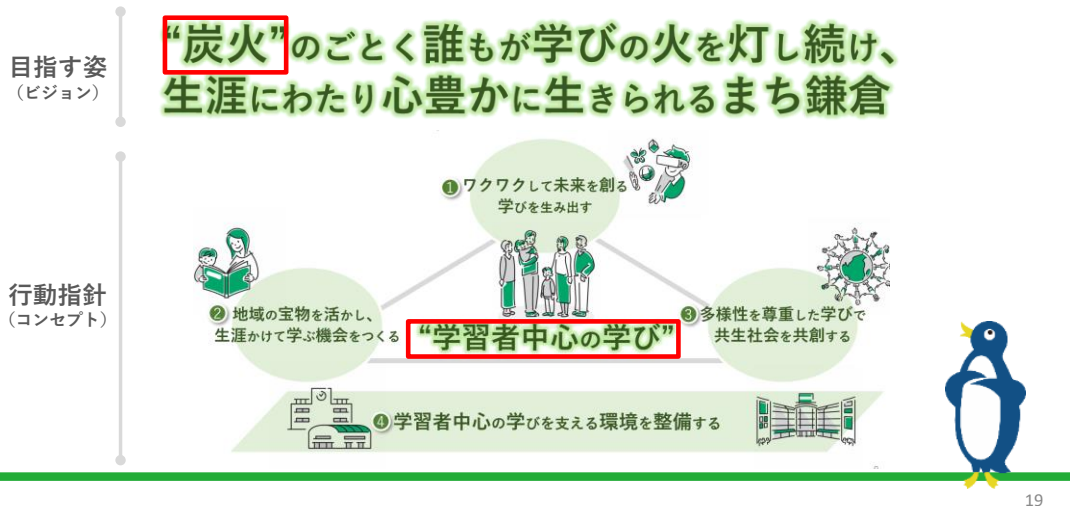 目指す姿
(ビジョン)
“炭火”のごとく誰もが学びの火を灯し続け、
生涯にわたり心豊かに生きられるまち鎌倉
行動指針
(コンセプト)
❶ワクワクして未来を創る
学びを生み出す
❷地域の宝物を活かし、
生涯かけて学ぶ機会をつくる
“学習者中心の学び”
❸多様性を尊重した学びで
共生社会を共創する
❹学習者中心の学びを支える環境を整備する
19